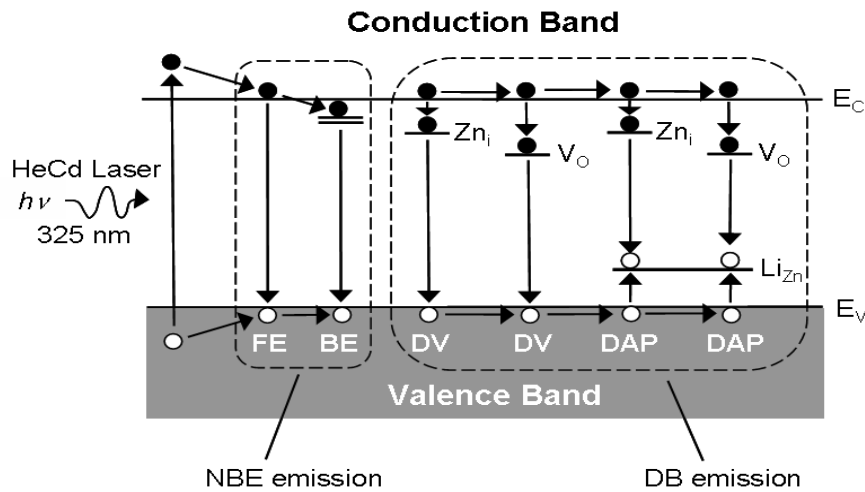 Conduction Band
E_C
Zn_i
V_O
Zn_i
V_O
HeCd Laser
hν
325 nm
Li_Zn
E_V
FE BE DV DV DAP DAP
Valence Band
NBE emission
DB emission